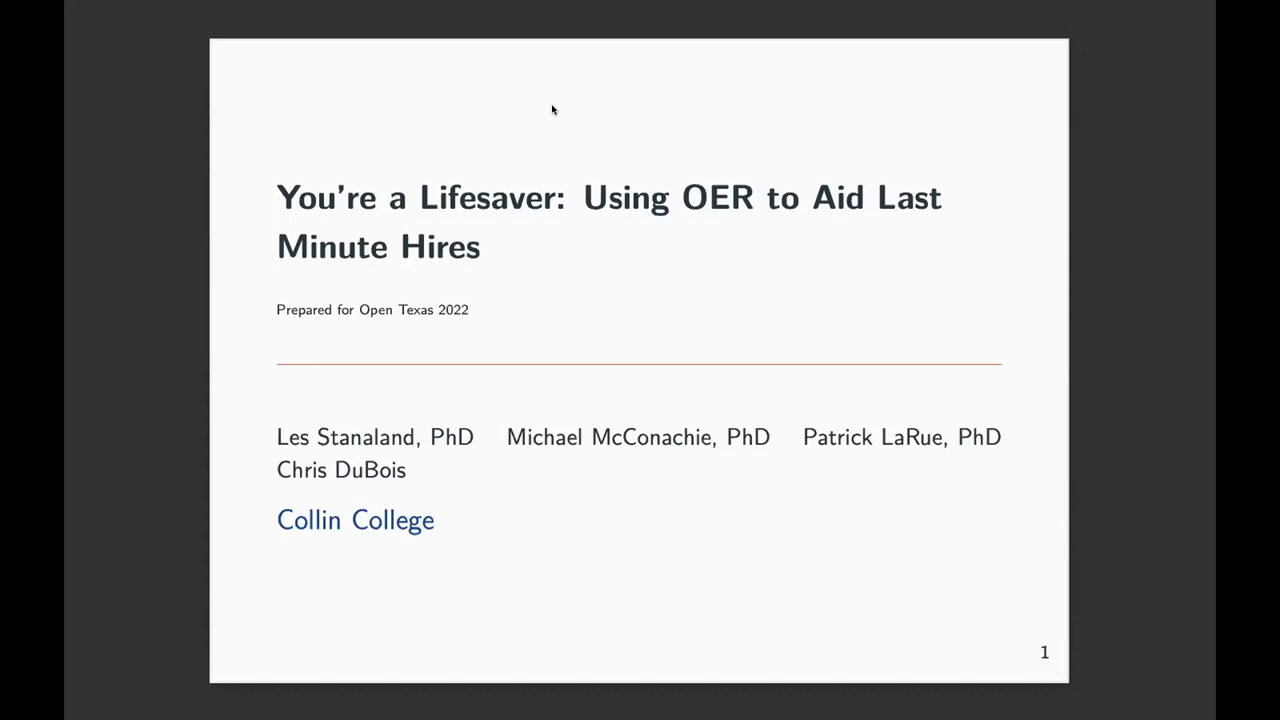 You're a Lifesaver: Using OER to Aid Last
Minute Hires
Prepared for Open Texas 2022
Les Stanaland, PhD Michael McConachie, PhD Patrick LaRue, PhD
Chris DuBois
Collin College
1